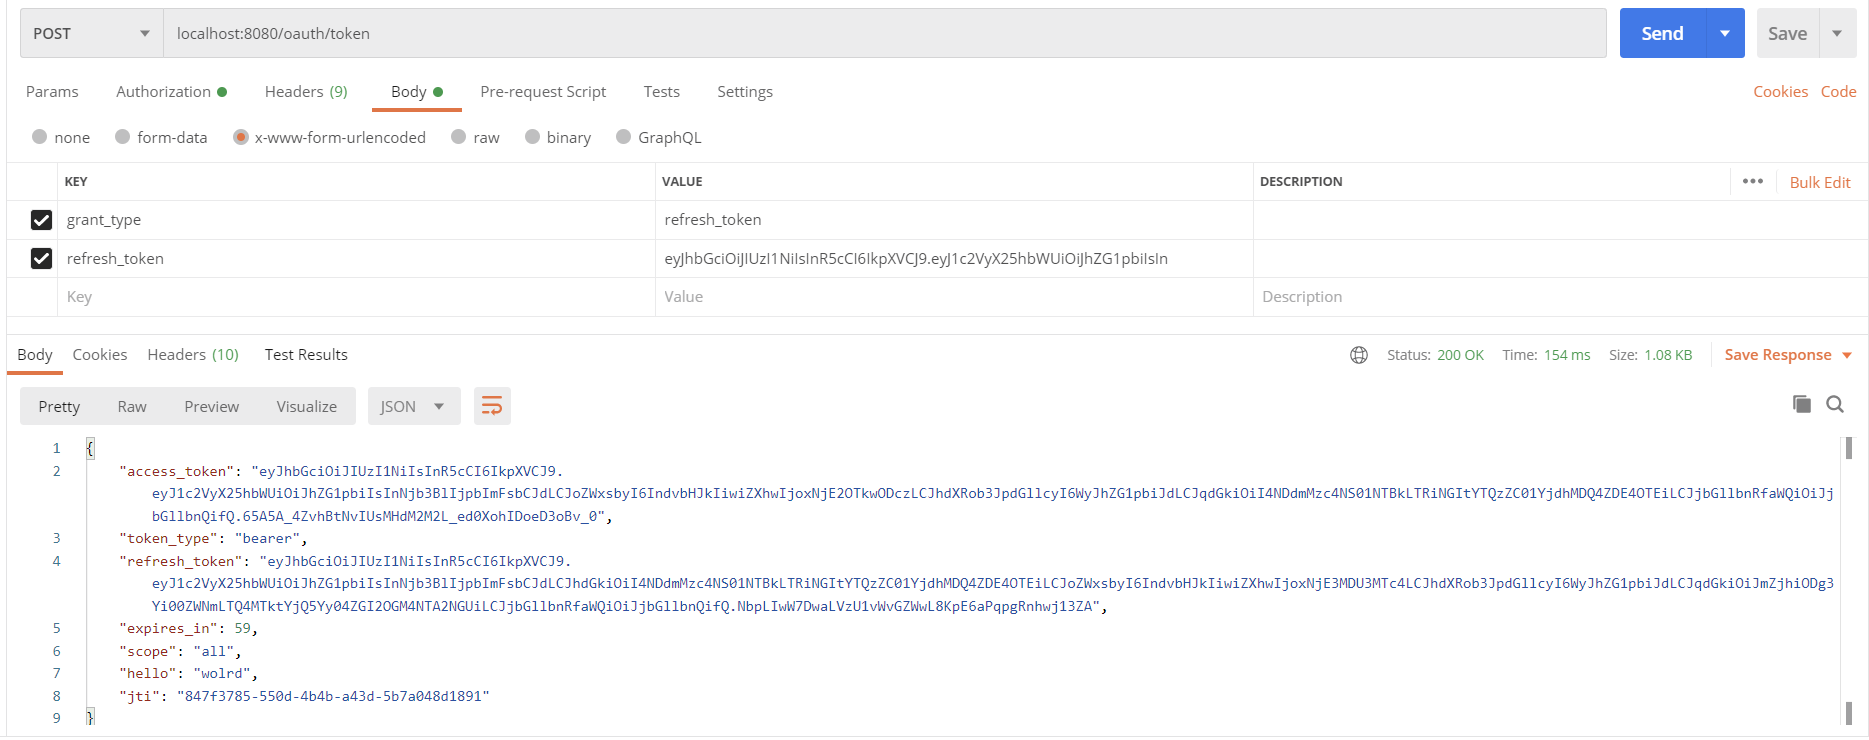 POST localhost:8080/oauth/token Send Save
Params Authorization Headers (9) Body Pre-request Script Tests Settings Cookies Code
none form-data x-www-form-urlencoded raw binary GraphQL
KEY VALUE DESCRIPTION ••• Bulk Edit
grant_type refresh_token
refresh_token eyJhbGciOiJIUzI1NiIsInR5cCI6IkpXVCJ9.eyJ1c2VyX25hbWUiOiJhZG1pbiIsIn
Key Value Description
Body Cookies Headers (10) Test Results Status: 200 OK Time: 154 ms Size: 1.08 KB Save Response
Pretty Raw Preview Visualize JSON
1 {
2 "access_token": "eyJhbGciOiJIUzI1NiIsInR5cCI6IkpXVCJ9.
eyJ1c2VyX25hbWUiOiJhZG1pbiIsInNjb3BlIjpbImFsbCJdLCJoZWxsbyI6IndvbHJkIiwiZXhwIjoxNjE2OTkwODczLCJhdXRob3JpdGllcyI6WyJhZG1pbiJdLCJqdGkiOiI4NDdmMzc4NS01NTBkLTRiNGItYTQzZC01YjdhMDQ4ZDE4OTEiLCJjbGllbnRfaWQiOiJj
bGllbnQifQ.65A5A_4ZvhBtNvIUsMHdM2M2L_ed0XohIDoeD3oBv_0",
3 "token_type": "bearer",
4 "refresh_token": "eyJhbGciOiJIUzI1NiIsInR5cCI6IkpXVCJ9.
eyJ1c2VyX25hbWUiOiJhZG1pbiIsInNjb3BlIjpbImFsbCJdLCJhdGkiOiI4NDdmMzc4NS01NTBkLTRiNGItYTQzZC01YjdhMDQ4ZDE4OTEiLCJoZWxsbyI6IndvbHJkIiwiZXhwIjoxNjE3MDU3MTc4LCJhdXRob3JpdGllcyI6WyJhZG1pbiJdLCJqdGkiOiJmZjhiODg3
Yi00ZWNmLTQ4MTktYjQ5Yy04ZGI2OGM4NTA2NGUiLCJjbGllbnRfaWQiOiJjbGllbnQifQ.NbpLIwW7DwaLVzU1vWvGZWwL8KpE6aPqpgRnhwj13ZA",
5 "expires_in": 59,
6 "scope": "all",
7 "hello": "wolrd",
8 "jti": "847f3785-550d-4b4b-a43d-5b7a048d1891"
9 }